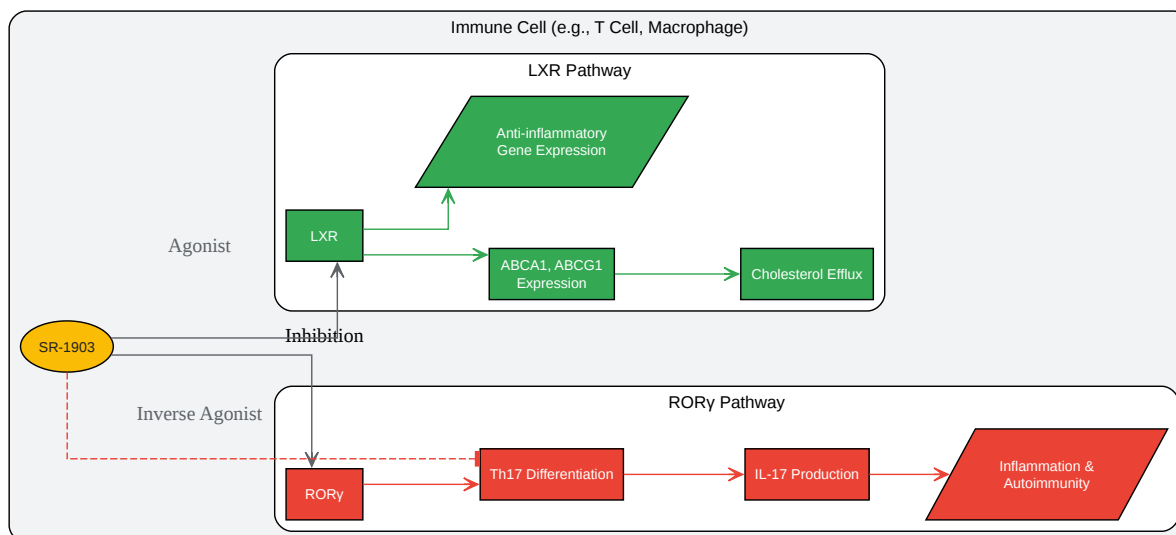 Immune Cell (e.g., T Cell, Macrophage)
LXR Pathway
Anti-inflammatory
Gene Expression
LXR
Agonist
ABCA1, ABCG1
Expression
Cholesterol Efflux
Inhibition
SR-1903
Inverse Agonist
RORγ Pathway
Th17 Differentiation
IL-17 Production
Inflammation &
Autoimmunity
RORγ